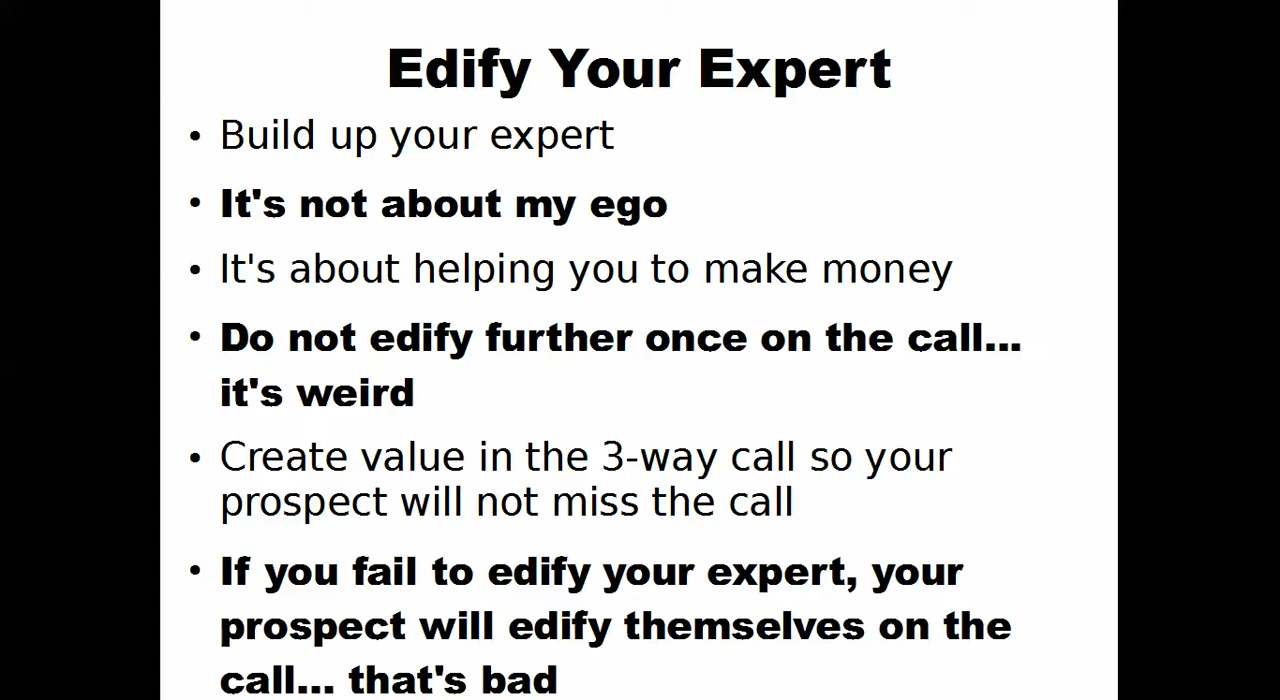 Edify Your Expert
• Build up your expert
• It's not about my ego
• It's about helping you to make money
• Do not edify further once on the call...
it's weird
• Create value in the 3-way call so your
prospect will not miss the call
• If you fail to edify your expert, your
prospect will edify themselves on the
call... that's bad